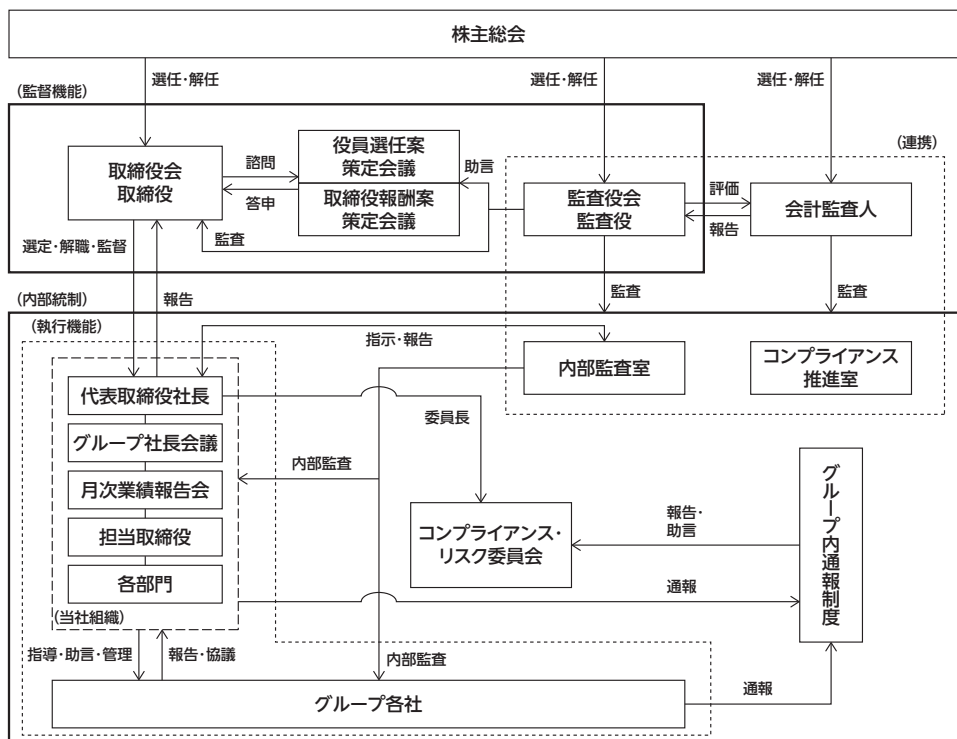 株主総会
選任・解任
選任・解任
選任・解任
(監督機能)
(連携)
取締役会
取締役
諮問
答申
役員選任案
策定会議
取締役報酬案
策定会議
助言
監査役会
監査役
評価
報告
会計監査人
監査
選定・解職・監督
報告
監査
監査
(内部統制)
(執行機能)
指示・報告
内部監査室
コンプライアンス
推進室
代表取締役社長
委員長
グループ社長会議
内部監査
月次業績報告会
担当取締役
各部門
(当社組織)
コンプライアンス・
リスク委員会
報告・
助言
グループ内通報制度
通報
指導・助言・管理
報告・協議
内部監査
グループ各社
通報